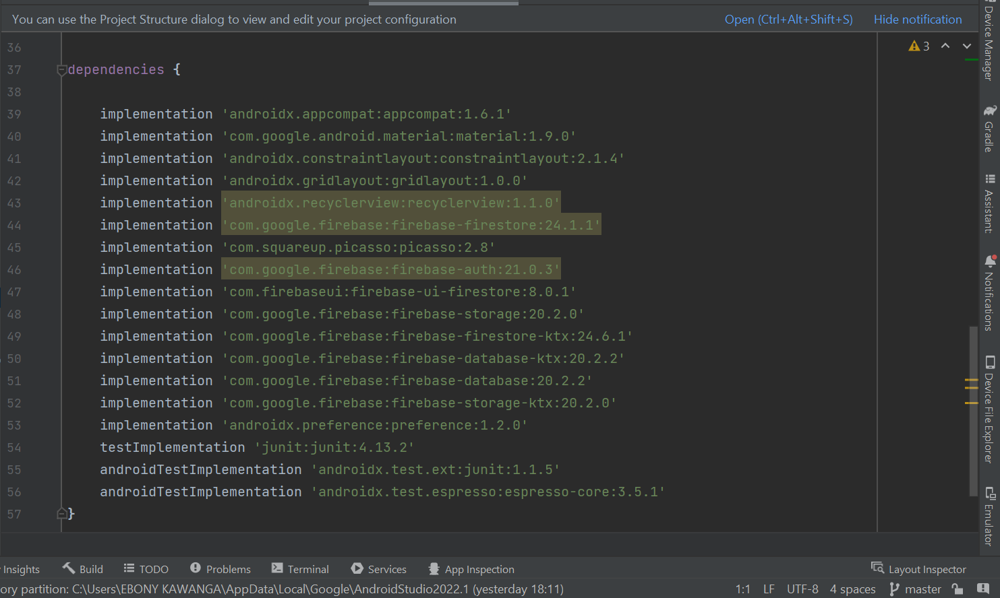 You can use the Project Structure dialog to view and edit your project configuration Open (Ctrl+Alt+Shift+S) Hide notification
36 3
37 dependencies {
38
39 implementation 'androidx.appcompat:appcompat:1.6.1'
40 implementation 'com.google.android.material:material:1.9.0'
41 implementation 'androidx.constraintlayout:constraintlayout:2.1.4'
42 implementation 'androidx.gridlayout:gridlayout:1.0.0'
43 implementation 'androidx.recyclerview:recyclerview:1.1.0'
44 implementation 'com.google.firebase:firebase-firestore:24.1.1'
45 implementation 'com.squareup.picasso:picasso:2.8'
46 implementation 'com.google.firebase:firebase-auth:21.0.3'
47 implementation 'com.firebaseui:firebase-ui-firestore:8.0.1'
48 implementation 'com.google.firebase:firebase-storage:20.2.0'
49 implementation 'com.google.firebase:firebase-firestore-ktx:24.6.1'
50 implementation 'com.google.firebase:firebase-database-ktx:20.2.2'
51 implementation 'com.google.firebase:firebase-database:20.2.2'
52 implementation 'com.google.firebase:firebase-storage-ktx:20.2.0'
53 implementation 'androidx.preference:preference:1.2.0'
54 testImplementation 'junit:junit:4.13.2'
55 androidTestImplementation 'androidx.test.ext:junit:1.1.5'
56 androidTestImplementation 'androidx.test.espresso:espresso-core:3.5.1'
57 }
Device Manager
Gradle
Assistant:
Notifications
Device File Explorer
Emulator
Insights Build TODO Problems Terminal Services App Inspection Layout Inspector
ory partition: C:\Users\EBONY KAWANGA\AppData\Local\Google\AndroidStudio2022.1 (yesterday 18:11) 1:1 LF UTF-8 4 spaces master